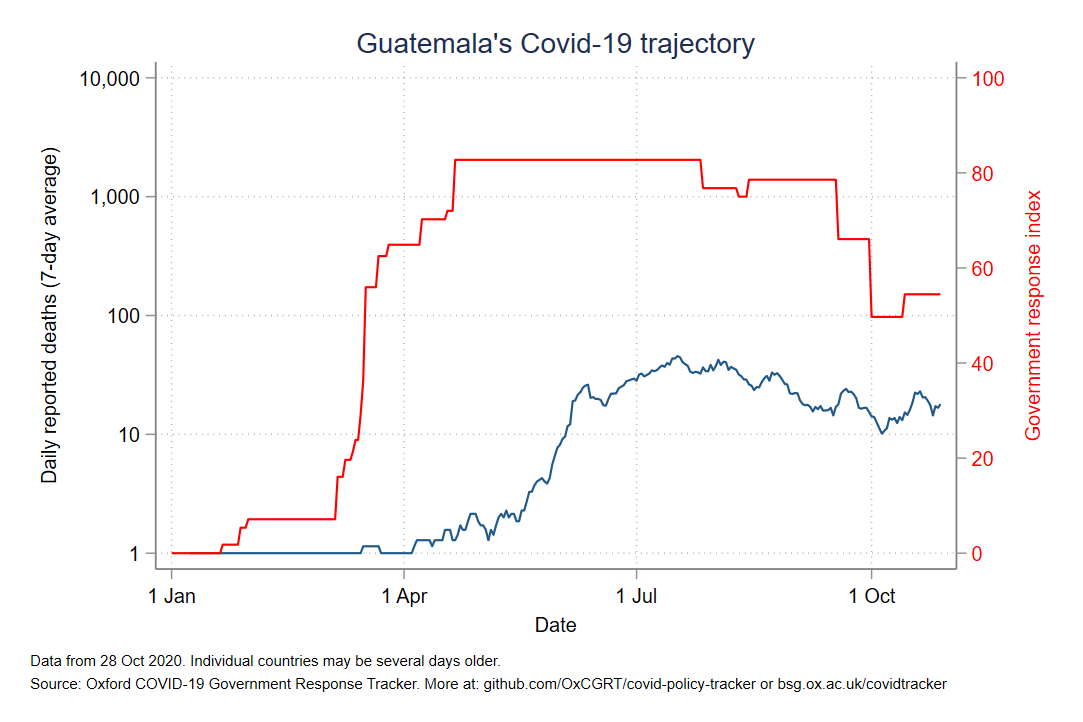 Guatemala's Covid-19 trajectory
10,000
1,000
100
10
1
Daily reported deaths (7-day average)
100
80
60
40
20
0
Government response index
1 Jan
1 Apr
1 Jul
1 Oct
Date
Data from 28 Oct 2020. Individual countries may be several days older.
Source: Oxford COVID-19 Government Response Tracker. More at: github.com/OxCGRT/covid-policy-tracker or bsg.ox.ac.uk/covidtracker